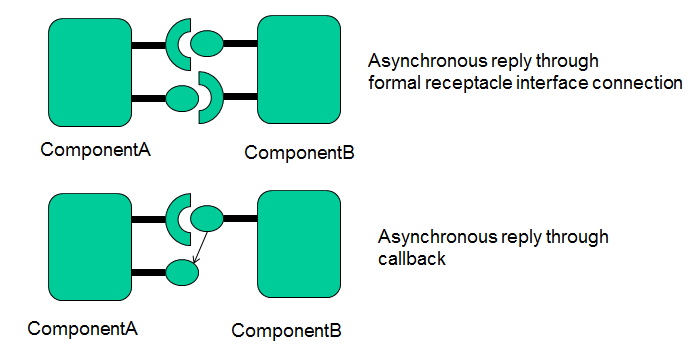 Asynchronous reply through
formal receptacle interface connection
ComponentA
ComponentB
Asynchronous reply through
callback
ComponentA
ComponentB